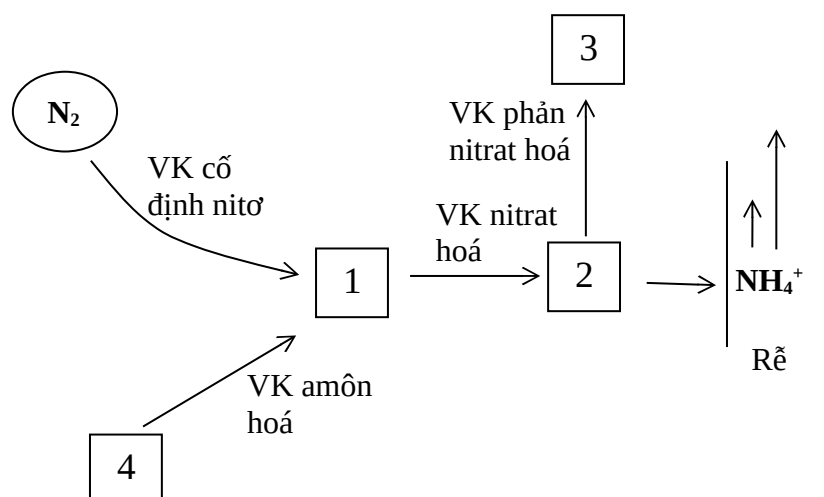 3
N₂
VK phản
nitrat hoá
VK cố
định nitơ
VK nitrat
hoá
1
2
NH₄⁺
Rễ
VK amôn
hoá
4